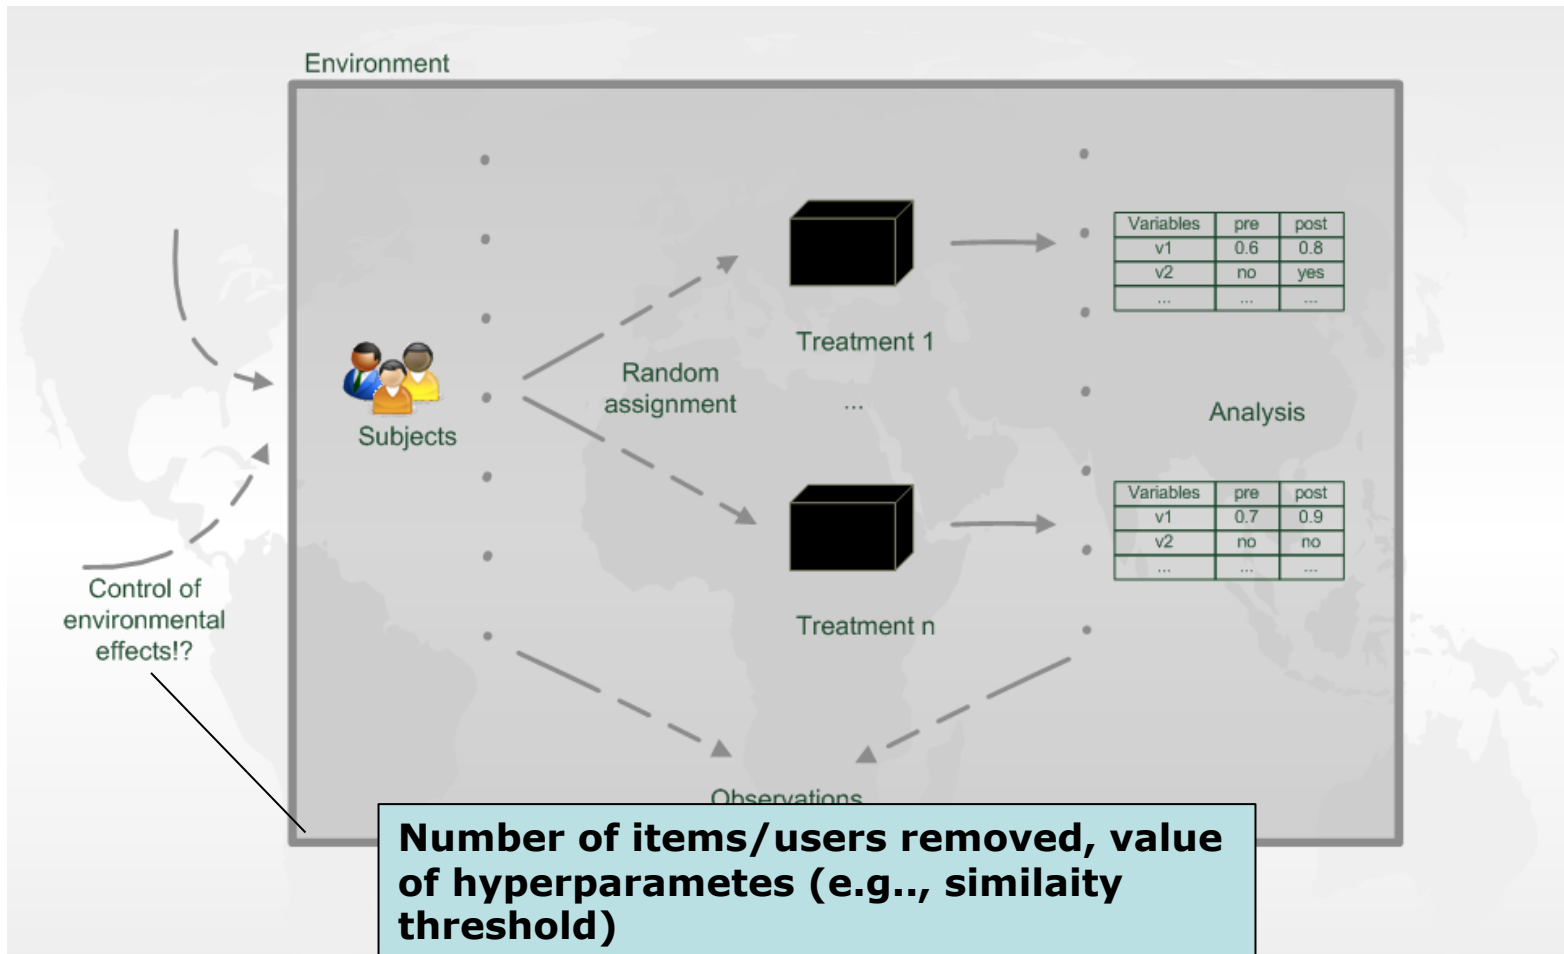 Environment
Variables pre post
v1 0.6 0.8
v2 no yes
... ... ...
Treatment 1
Random
assignment
...
Subjects
Analysis
Variables pre post
v1 0.7 0.9
v2 no no
... ... ...
Control of
environmental
effects!?
Treatment n
Observations
Number of items/users removed, value
of hyperparametes (e.g.., similaity
threshold)